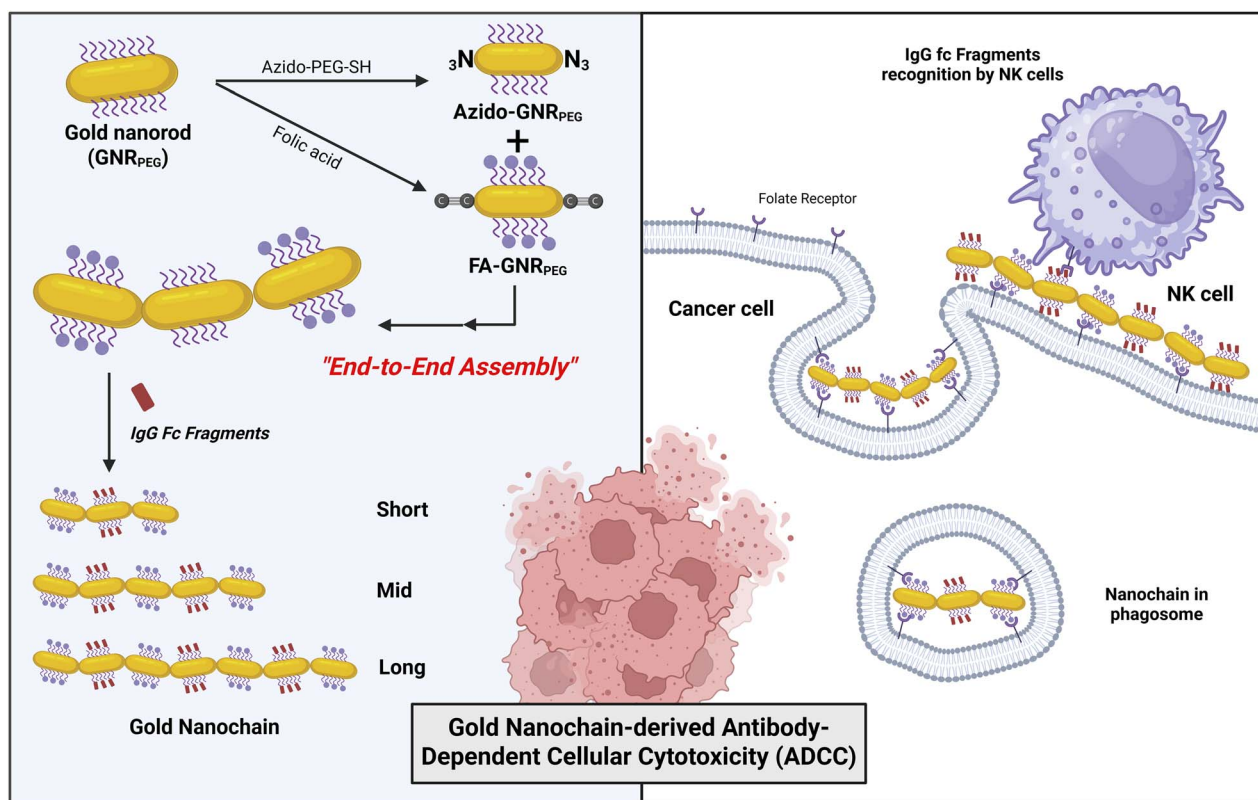 Azido-PEG-SH
₃N N₃
Gold nanorod
(GNRPEG)
Azido-GNRPEG
+
Folic acid
C C C C
FA-GNRPEG
"End-to-End Assembly"
IgG Fc Fragments
Short
Mid
Long
Gold Nanochain
IgG fc Fragments
recognition by NK cells
Folate Receptor
Cancer cell
NK cell
Nanochain in
phagosome
Gold Nanochain-derived Antibody-
Dependent Cellular Cytotoxicity (ADCC)